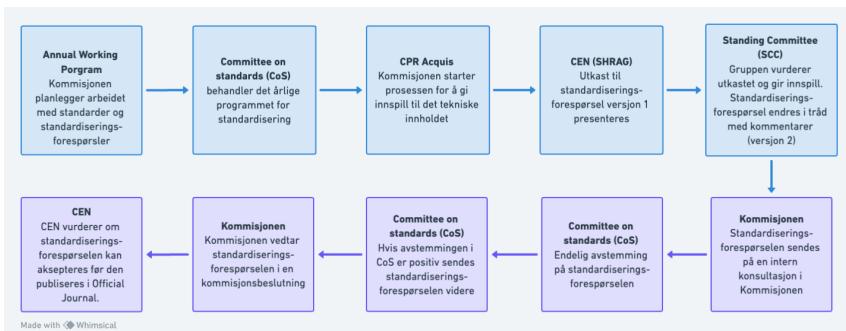 Annual Working
Porgram
Kommisjonen
planlegger arbeidet
med standarder og
standardiserings-
forespørsler
Committee on
standards (CoS)
behandler det årlige
programmet for
standardisering
CPR Acquis
Kommisjonen starter
prosessen for å gi
innspill til det tekniske
innholdet
CEN (SHRAG)
Utkast til
standardiserings-
forespørsel versjon 1
presenteres
Standing Committee
(SCC)
Gruppen vurderer
utkastet og gir innspill.
Standardiserings-
forespørsel endres i tråd
med kommentarer
(versjon 2)
Kommisjonen
Standardiserings-
forespørselen sendes
på en intern
konsultasjon i
Kommisjonen
Committee on
standards (CoS)
Endelig avstemming
på standardiserings-
forespørselen
Committee on
standards (CoS)
Hvis avstemmingen i
CoS er positiv sendes
standardiserings-
forespørselen videre
Kommisjonen
Kommisjonen vedtar
standardiserings-
forespørselen i en
kommisjonsbeslutning
CEN
CEN vurderer om
standardiserings-
forespørselen kan
aksepteres før den
publiseres i Official
Journal.
Made with Whimsical